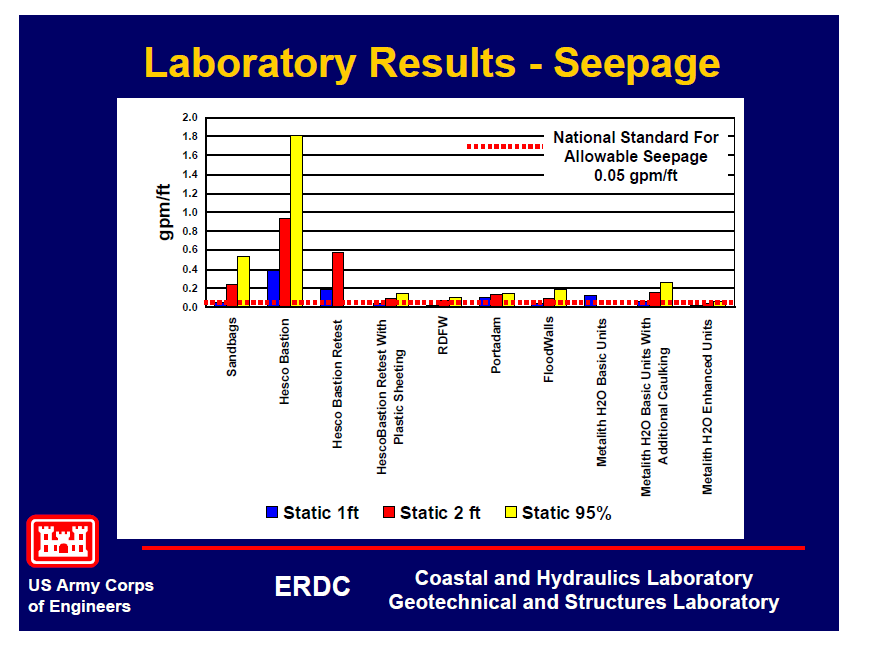 Laboratory Results - Seepage
2.0
1.8
1.6
1.4
1.2
1.0
0.8
0.6
0.4
0.2
0.0
gpm/ft
National Standard For
Allowable Seepage
0.05 gpm/ft
Sandbags
Hesco Bastion
Hesco Bastion Retest
HescoBastion Retest With
Plastic Sheeting
RDFW
Portadam
FloodWalls
Metalith H2O Basic Units
Metalith H2O Basic Units With
Additional Caulking
Metalith H2O Enhanced Units
Static 1ft
Static 2 ft
Static 95%
US Army Corps
of Engineers
ERDC
Coastal and Hydraulics Laboratory
Geotechnical and Structures Laboratory